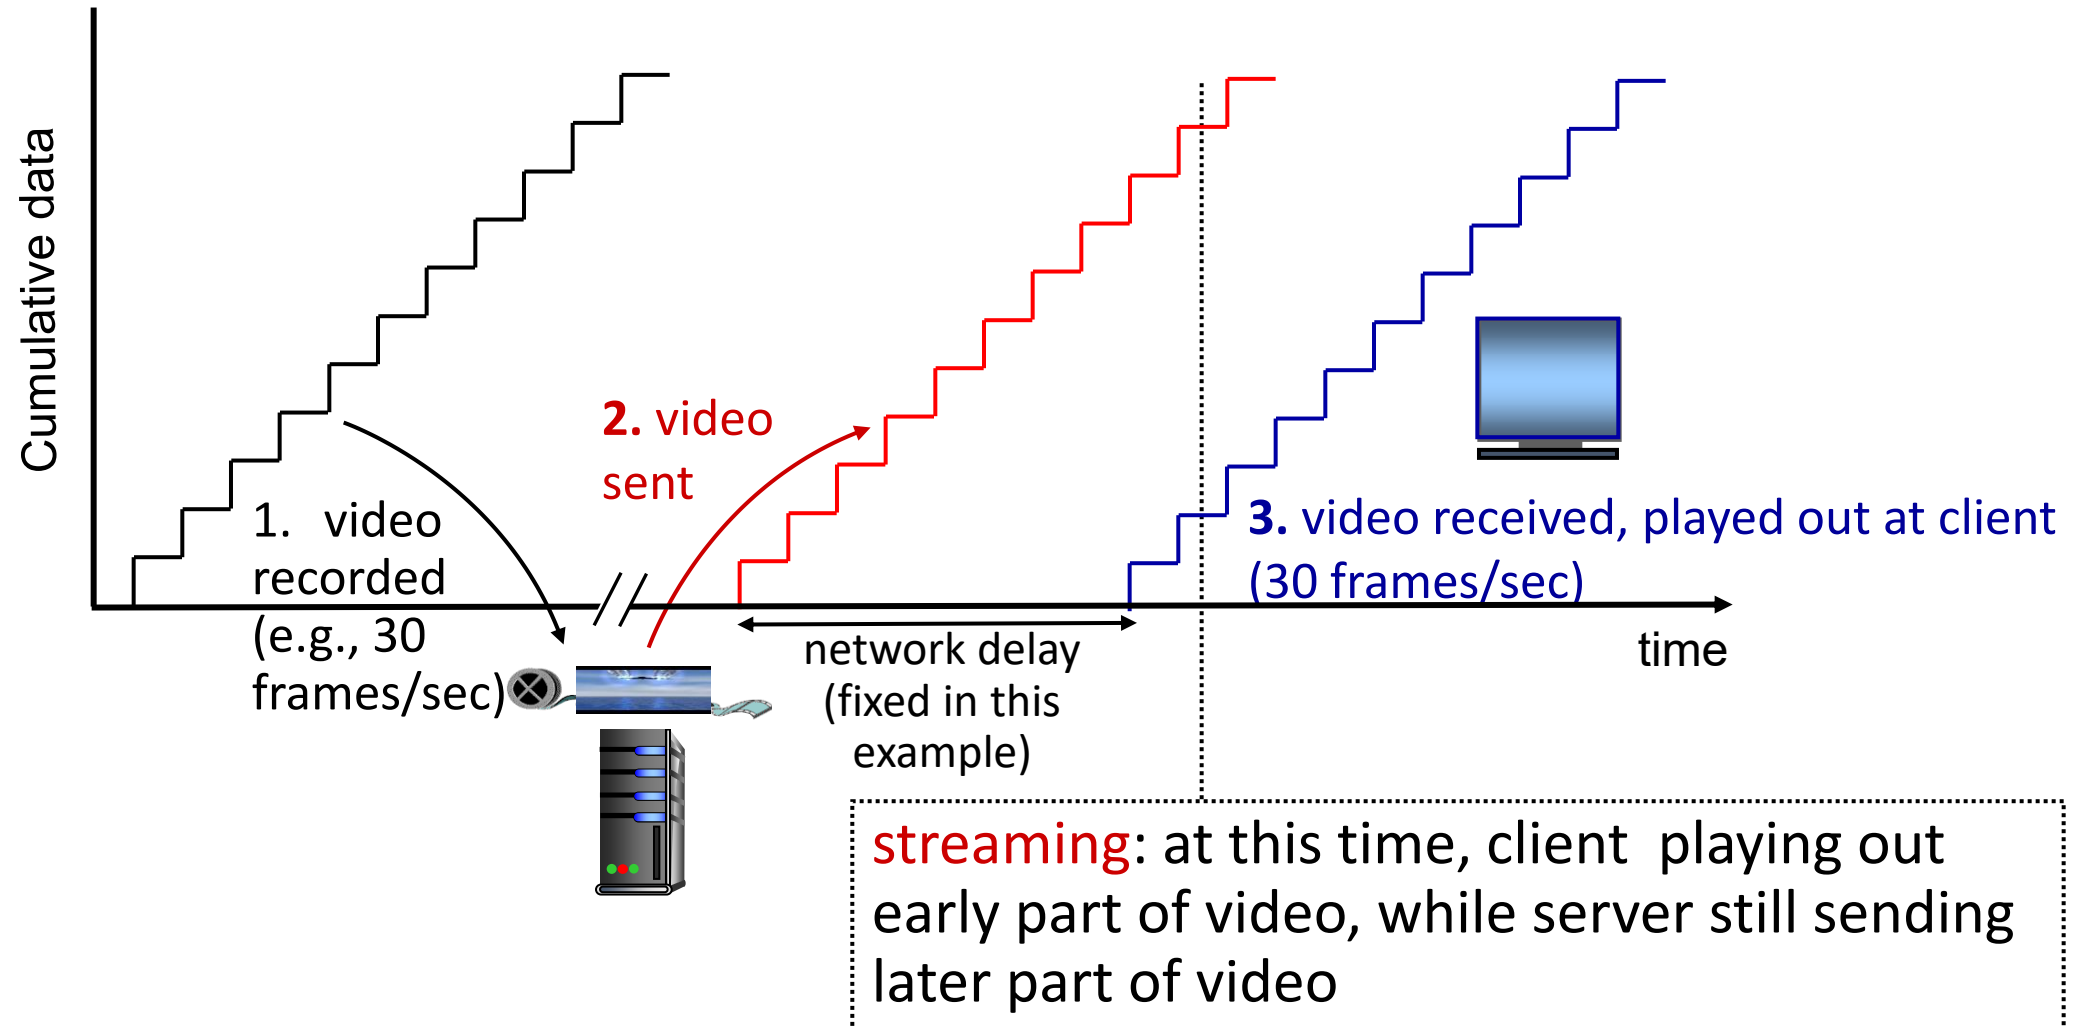 Cumulative data
1. video
recorded
(e.g., 30
frames/sec)
2. video
sent
3. video received, played out at client
(30 frames/sec)
network delay
(fixed in this
example)
time
streaming: at this time, client playing out
early part of video, while server still sending
later part of video